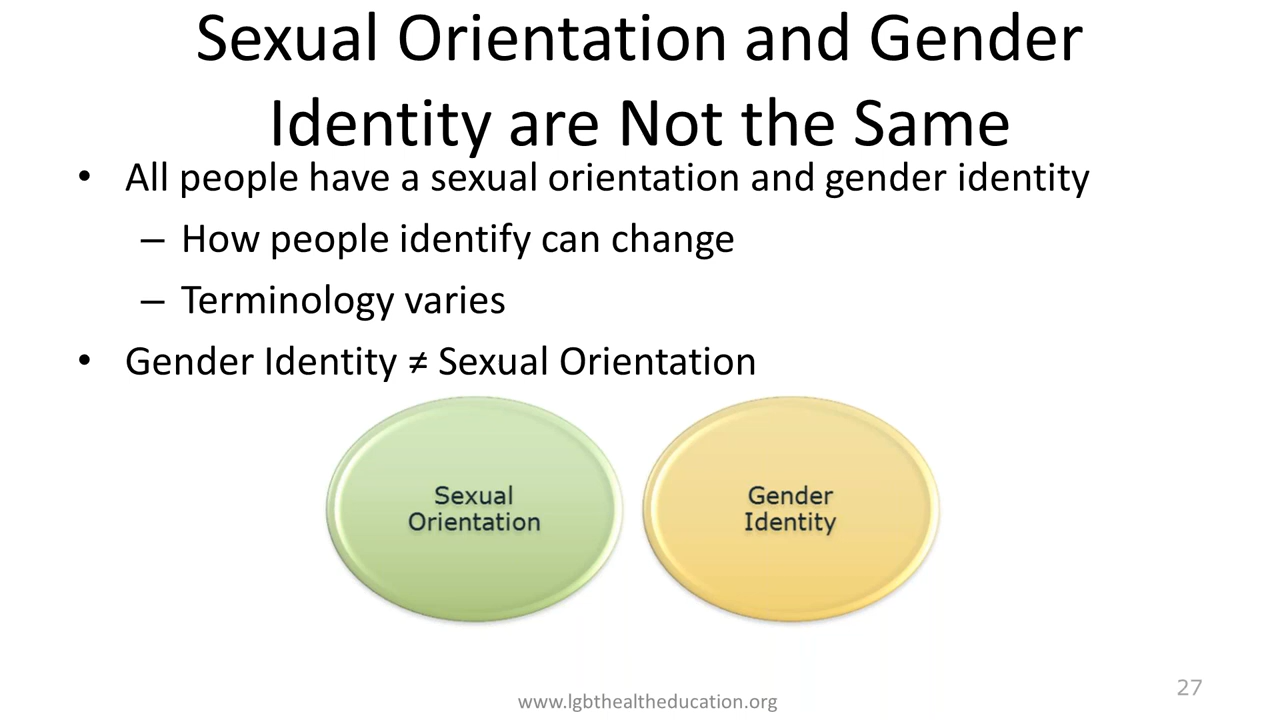 Sexual Orientation and Gender
Identity are Not the Same
• All people have a sexual orientation and gender identity
– How people identify can change
– Terminology varies
• Gender Identity ≠ Sexual Orientation
Sexual
Orientation
Gender
Identity
www.lgbthealtheducation.org
27